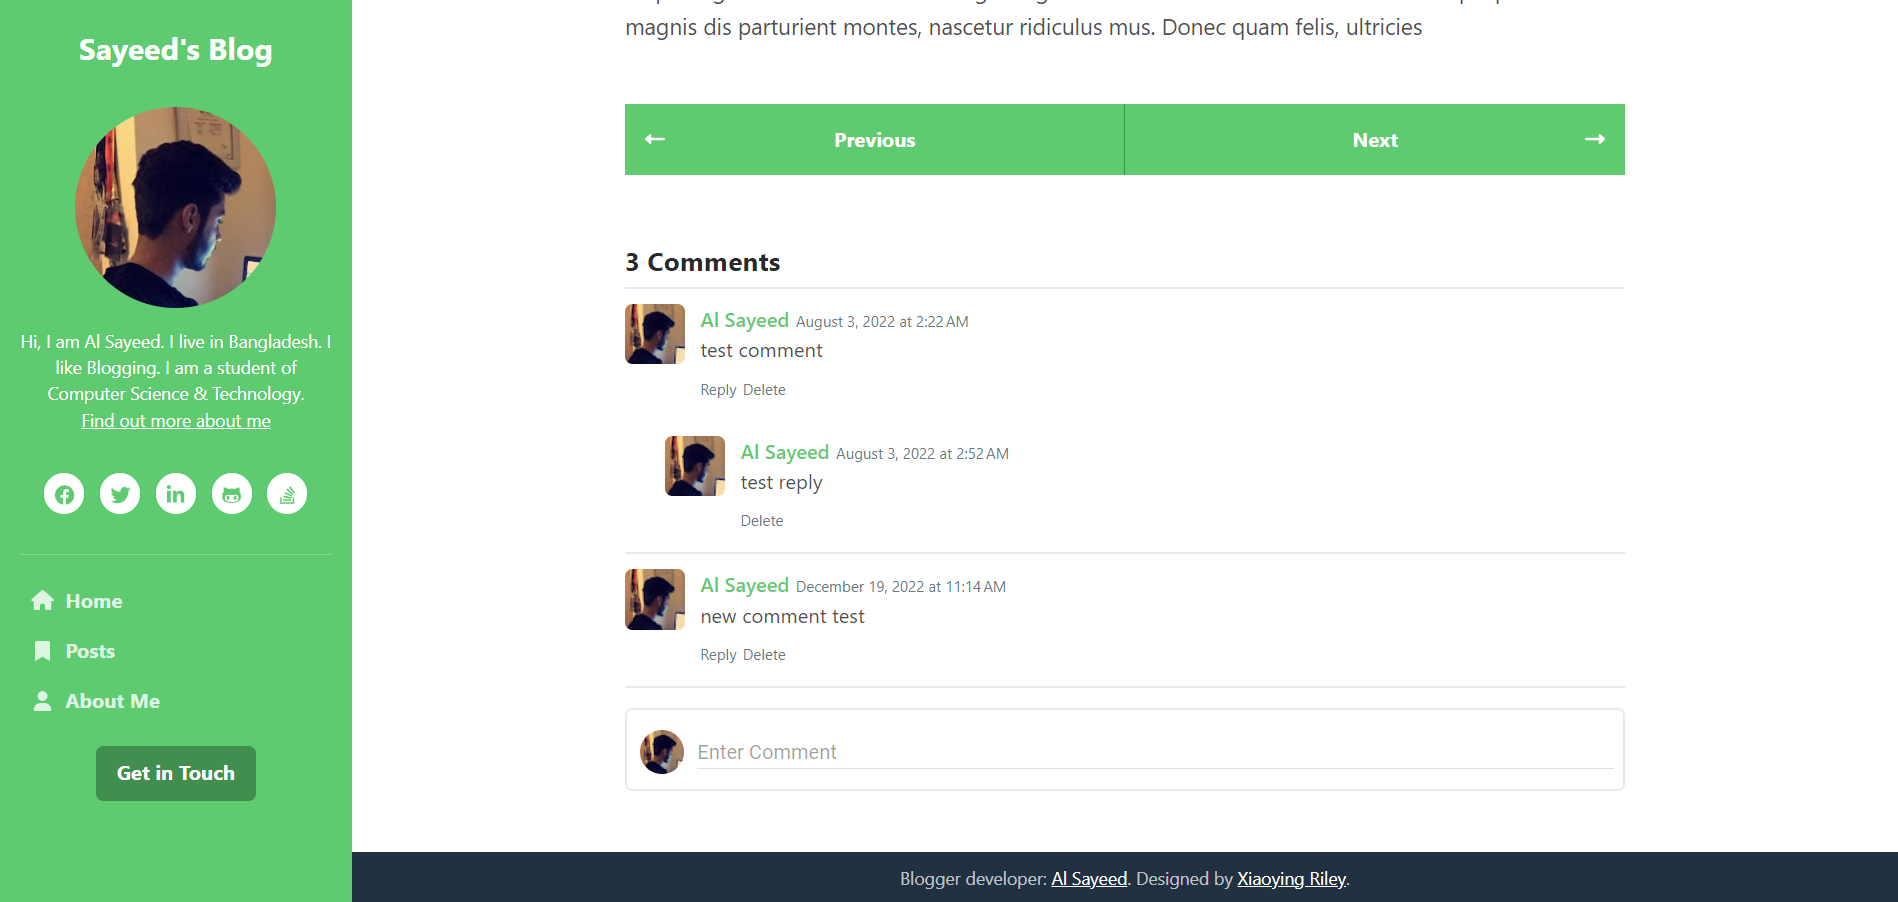 Sayeed's Blog
Hi, I am Al Sayeed. I live in Bangladesh. I
like Blogging. I am a student of
Computer Science & Technology.
Find out more about me
Home
Posts
About Me
Get in Touch
magnis dis parturient montes, nascetur ridiculus mus. Donec quam felis, ultricies
Previous
Next
3 Comments
Al Sayeed August 3, 2022 at 2:22 AM
test comment
Reply Delete
Al Sayeed August 3, 2022 at 2:52 AM
test reply
Delete
Al Sayeed December 19, 2022 at 11:14 AM
new comment test
Reply Delete
Enter Comment
Blogger developer: Al Sayeed. Designed by Xiaoying Riley.